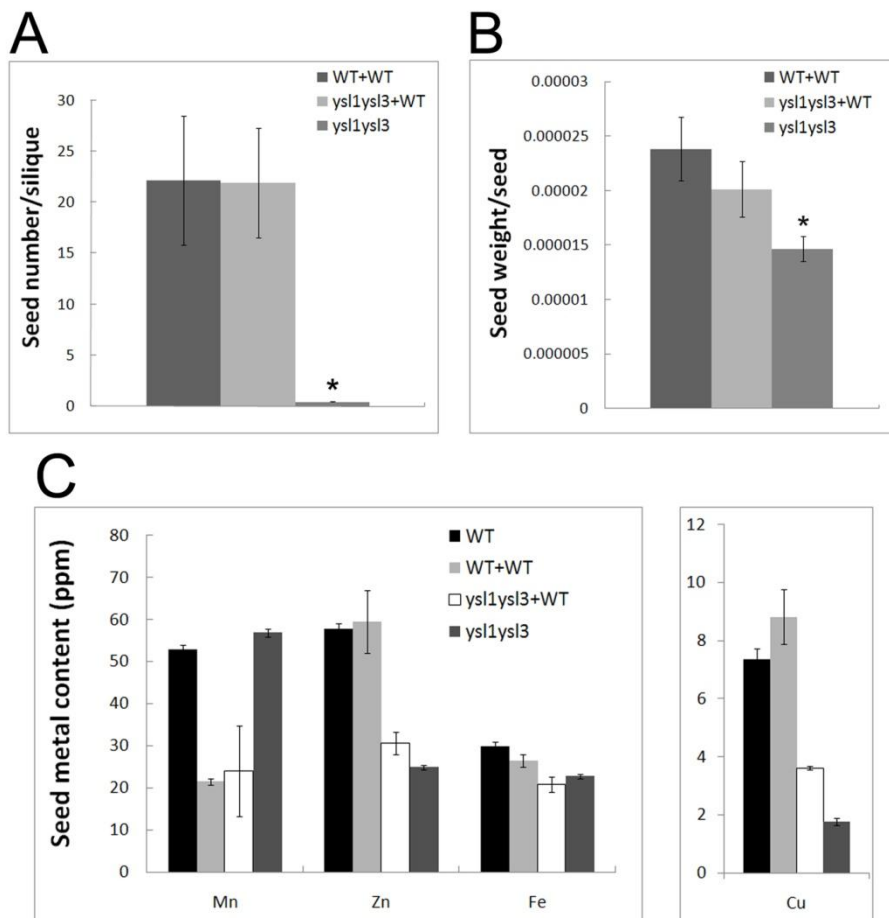 A
WT+WT
ysl1ysl3+WT
ysl1ysl3
Seed number/silique
30
25
20
15
10
5
0
*
B
WT+WT
ysl1ysl3+WT
ysl1ysl3
Seed weight/seed
0.00003
0.000025
0.00002
0.000015
0.00001
0.000005
0
*
C
WT
WT+WT
ysl1ysl3+WT
ysl1ysl3
Seed metal content (ppm)
80
70
60
50
40
30
20
10
0
Mn Zn Fe
12
10
8
6
4
2
0
Cu